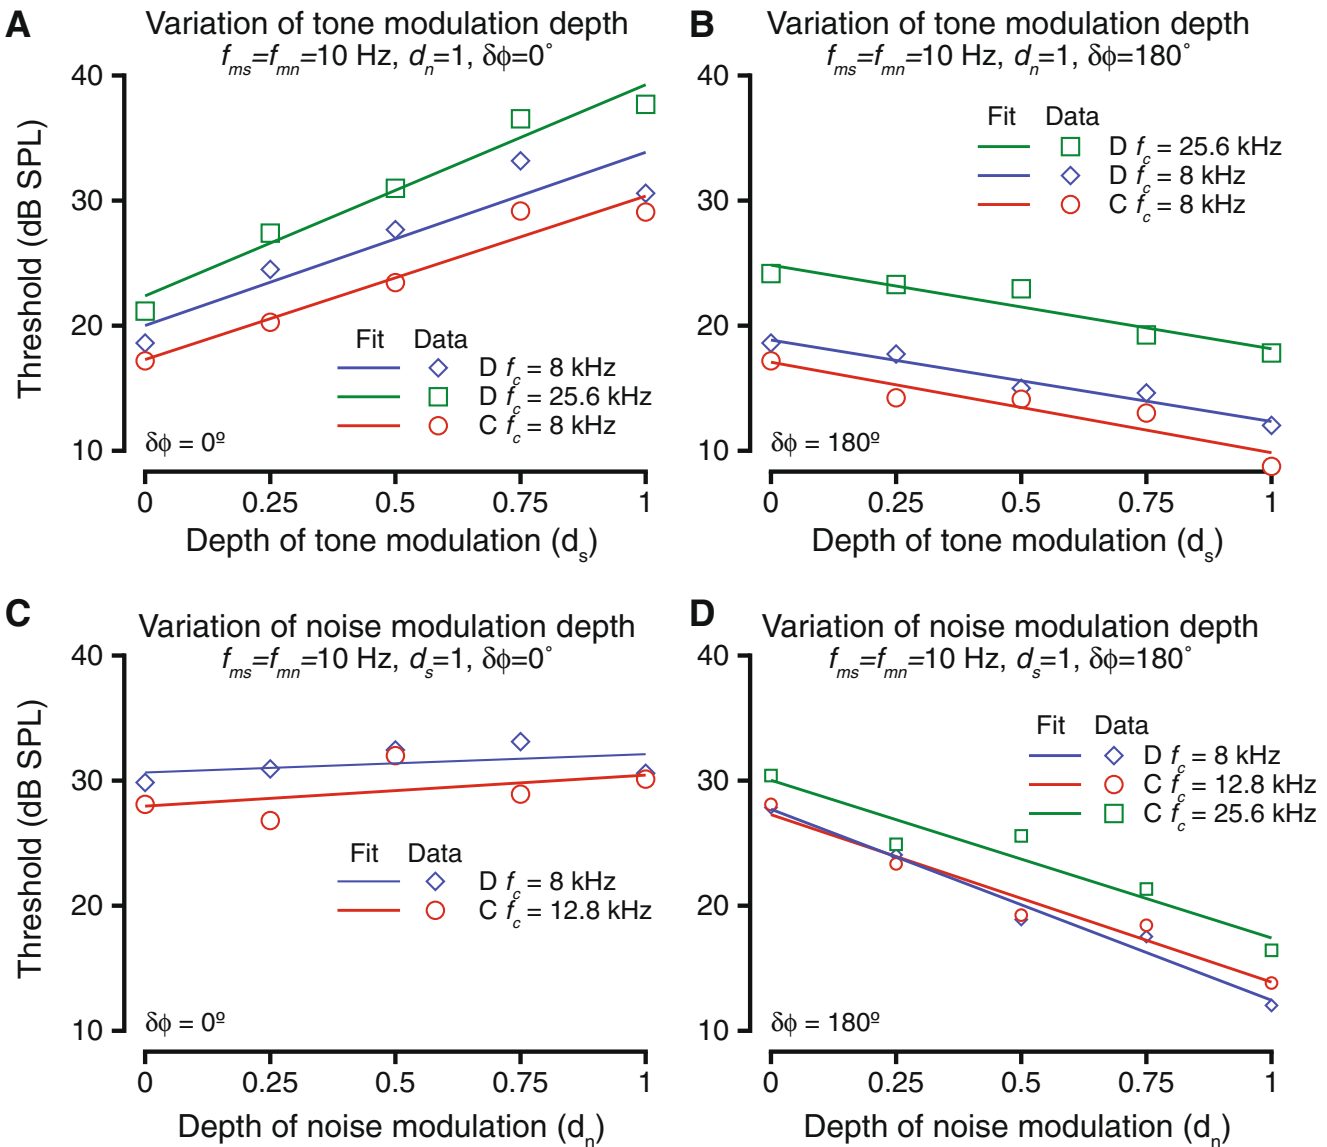 A
Variation of tone modulation depth
fms=fmn=10 Hz, dn=1, δϕ=0°
40
30
20
10
Threshold (dB SPL)
Fit Data
D fc = 8 kHz
D fc = 25.6 kHz
C fc = 8 kHz
δϕ = 0º
0 0.25 0.5 0.75 1
Depth of tone modulation (ds)
B
Variation of tone modulation depth
fms=fmn=10 Hz, dn=1, δϕ=180°
40
30
20
10
Fit Data
D fc = 25.6 kHz
D fc = 8 kHz
C fc = 8 kHz
δϕ = 180º
0 0.25 0.5 0.75 1
Depth of tone modulation (ds)
C
Variation of noise modulation depth
fms=fmn=10 Hz, ds=1, δϕ=0°
40
30
20
10
Threshold (dB SPL)
Fit Data
D fc = 8 kHz
C fc = 12.8 kHz
δϕ = 0º
0 0.25 0.5 0.75 1
Depth of noise modulation (dn)
D
Variation of noise modulation depth
fms=fmn=10 Hz, ds=1, δϕ=180°
40
30
20
10
Fit Data
D fc = 8 kHz
C fc = 12.8 kHz
C fc = 25.6 kHz
δϕ = 180º
0 0.25 0.5 0.75 1
Depth of noise modulation (dn)